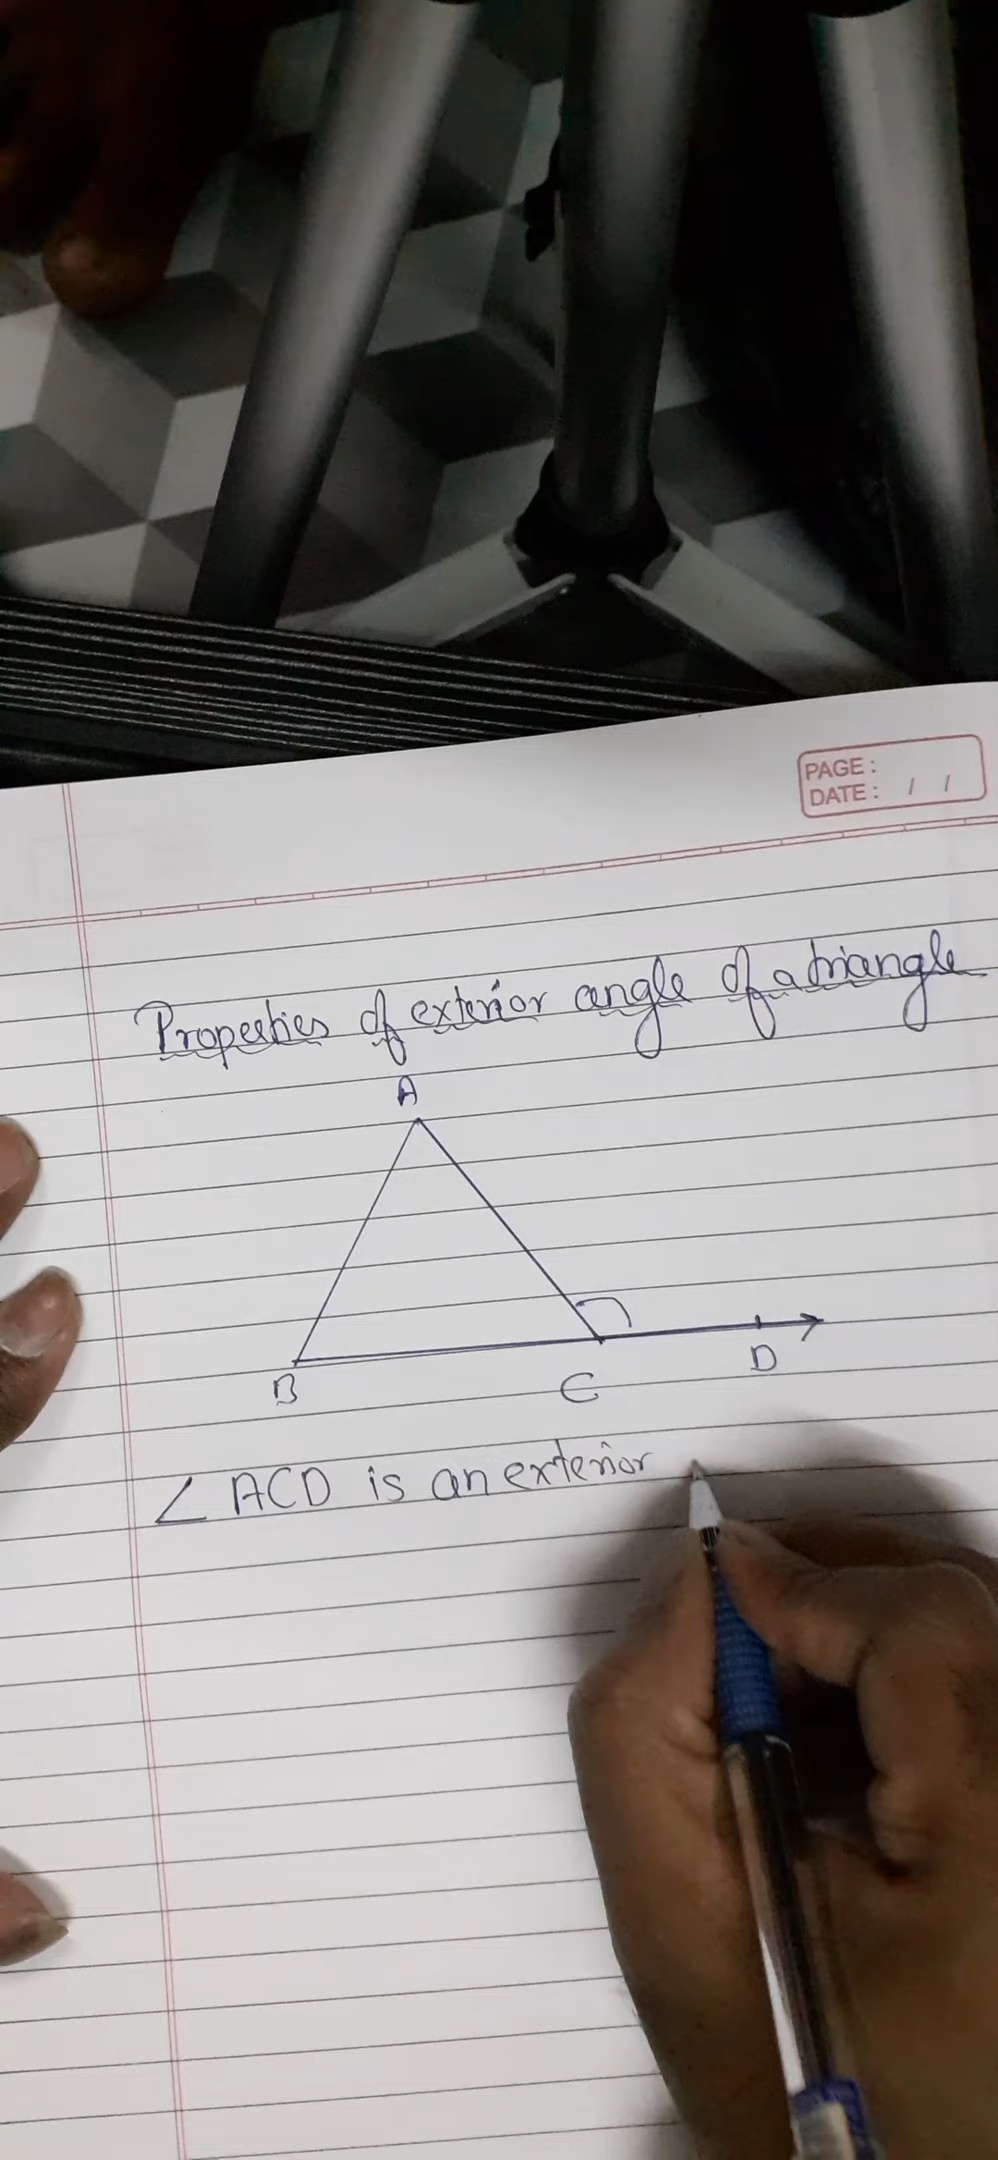 PAGE :
DATE : / /
Properties of exterior angle of a triangle
A
B
C
D
∠ ACD is an exterior